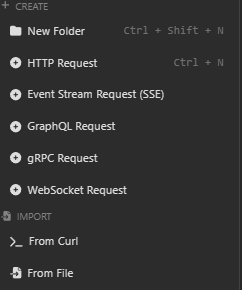 CREATE
New Folder Ctrl + Shift + N
HTTP Request Ctrl + N
Event Stream Request (SSE)
GraphQL Request
gRPC Request
WebSocket Request
IMPORT
From Curl
From File